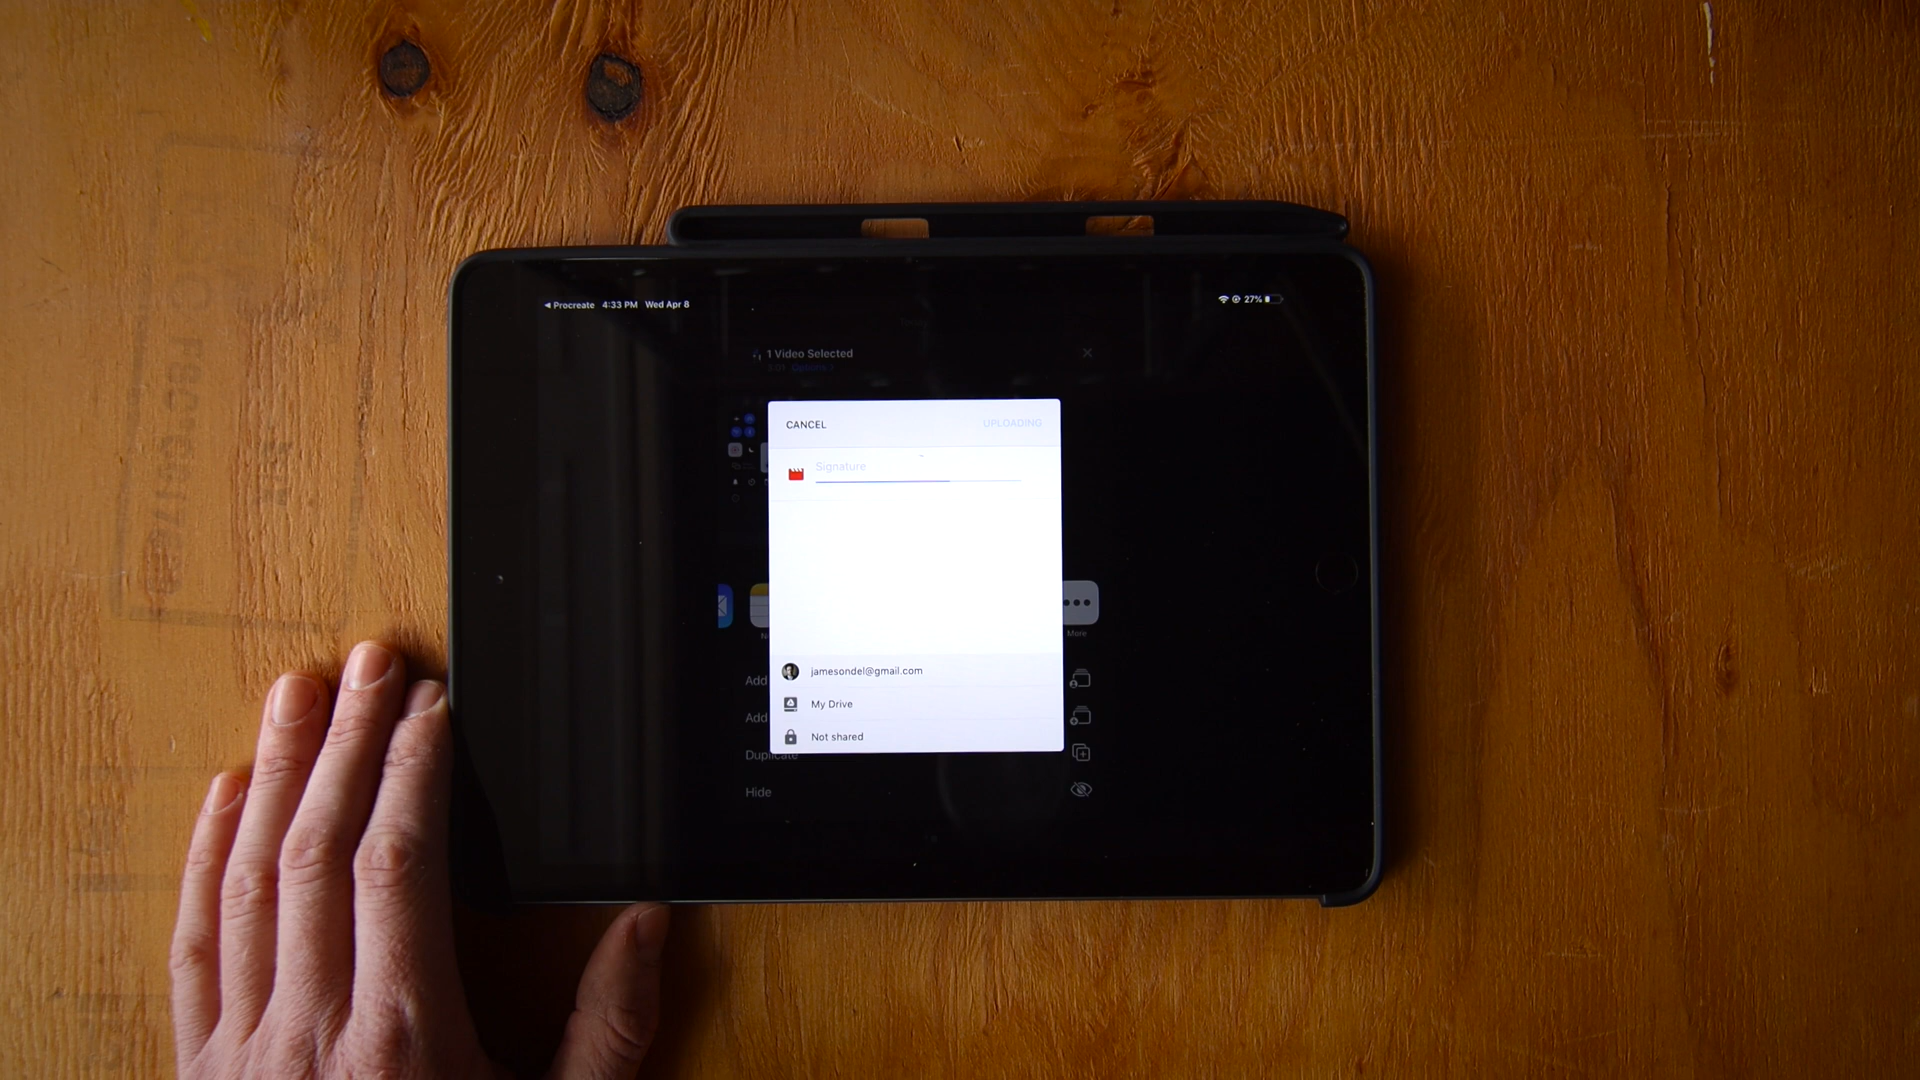 ◀ Procreate 4:33 PM Wed Apr 8
27%
1 Video Selected
CANCEL
UPLOADING
Signature
More
jamesondel@gmail.com
Add
My Drive
Add
Not shared
Duplicate
Hide